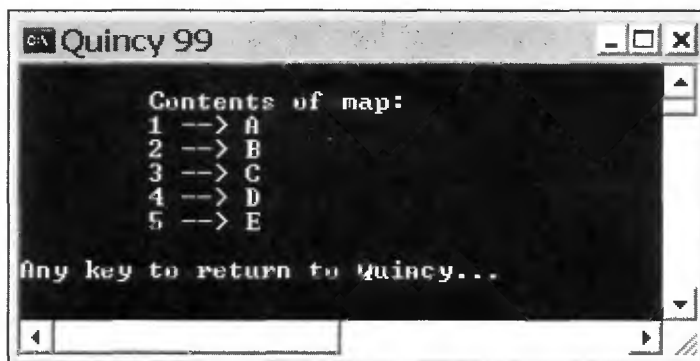 Quincy 99
Contents of map:
1 --> A
2 --> B
3 --> C
4 --> D
5 --> E
Any key to return to Quincy...